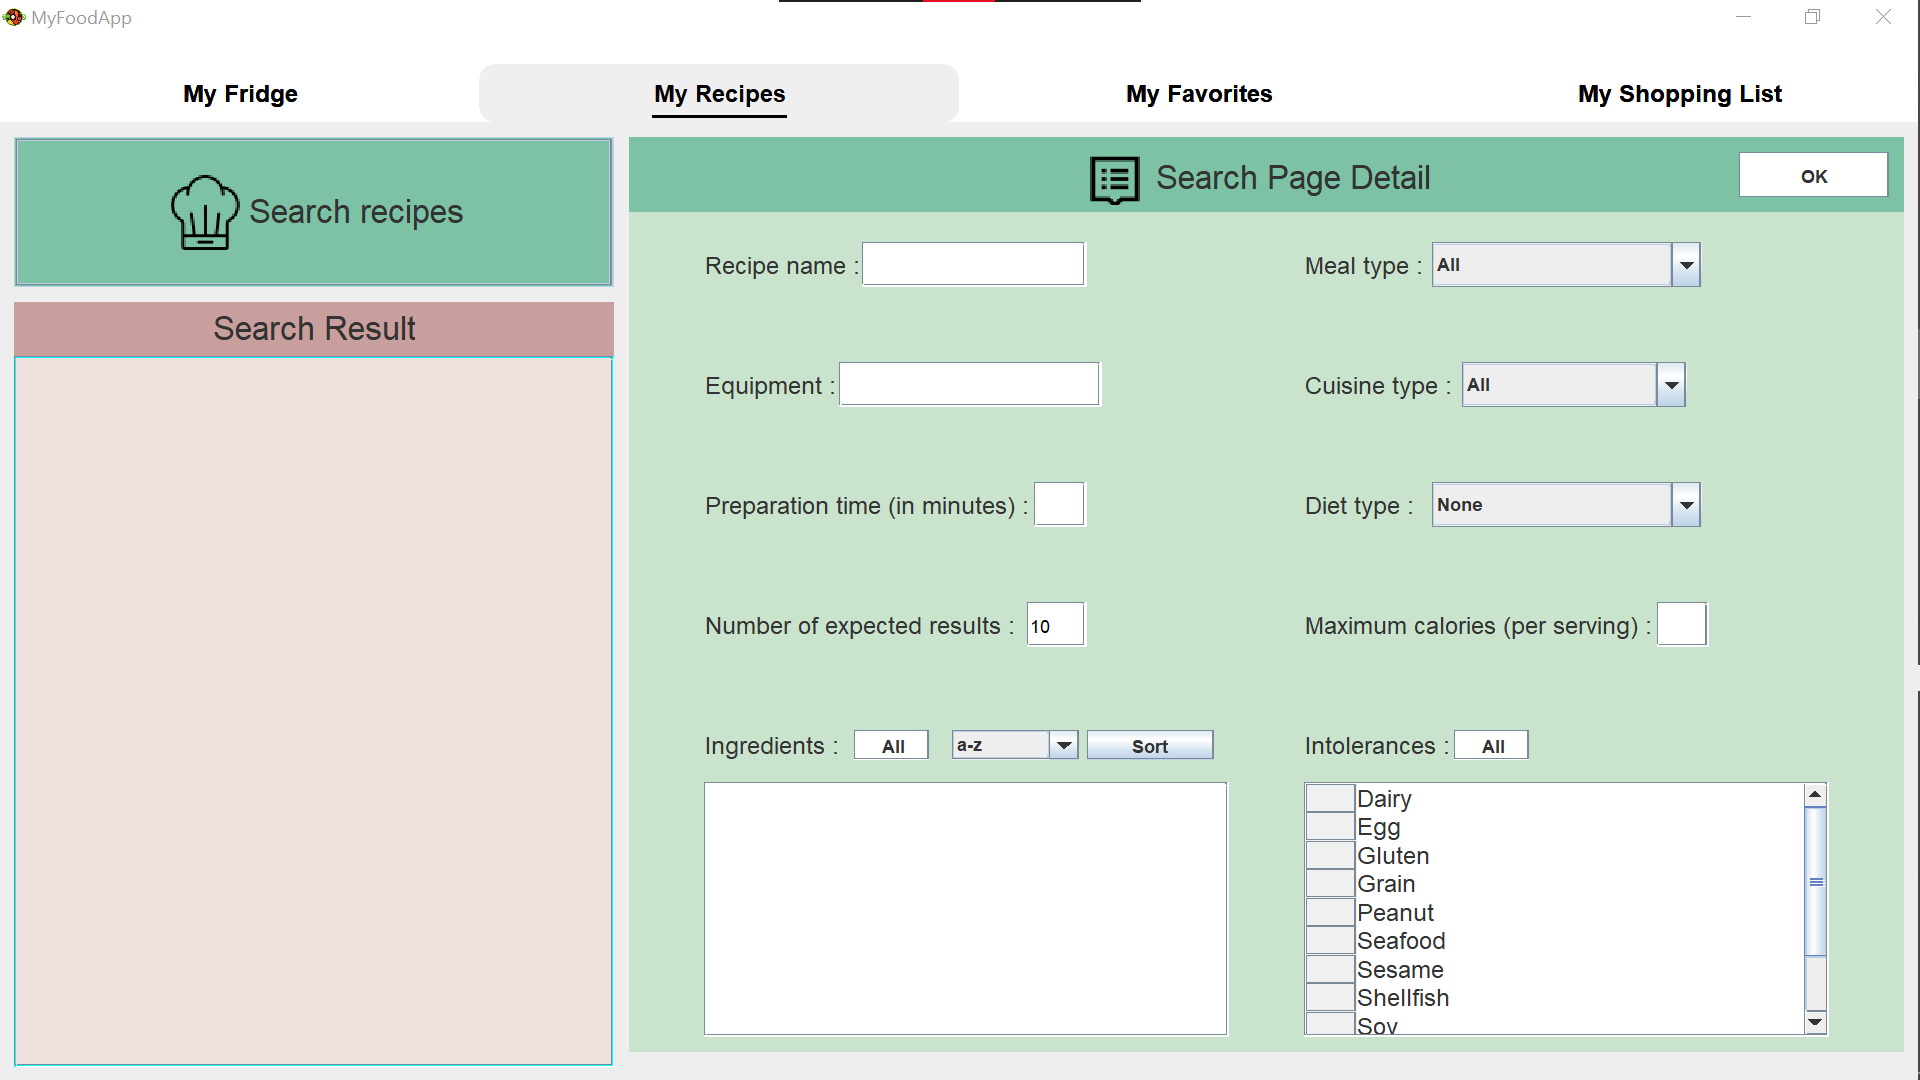 MyFoodApp
My Fridge
My Recipes
My Favorites
My Shopping List
Search recipes
Search Result
Search Page Detail
OK
Recipe name :
Meal type : All
Equipment :
Cuisine type : All
Preparation time (in minutes) :
Diet type : None
Number of expected results : 10
Maximum calories (per serving) :
Ingredients : All a-z Sort
Intolerances : All
Dairy
Egg
Gluten
Grain
Peanut
Seafood
Sesame
Shellfish
Soy